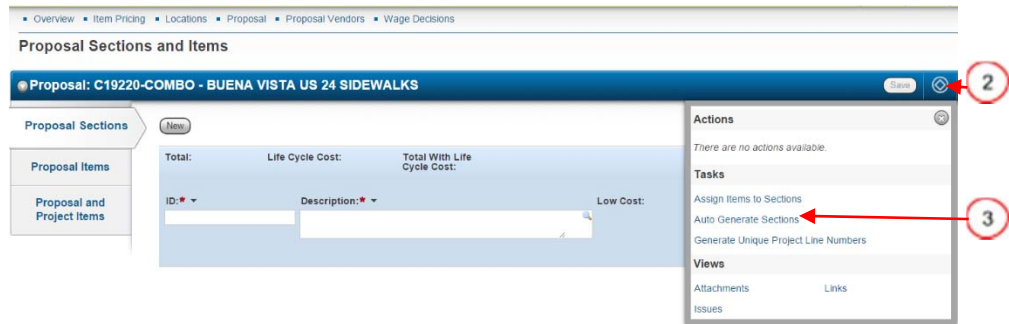 Overview Item Pricing Locations Proposal Proposal Vendors Wage Decisions
Proposal Sections and Items
Proposal: C19220-COMBO - BUENA VISTA US 24 SIDEWALKS Save
2
Proposal Sections
Proposal Items
Proposal and
Project Items
New
Total: Life Cycle Cost: Total With Life
Cycle Cost:
ID:* Description:* Low Cost:
Actions
There are no actions available.
Tasks
Assign Items to Sections
Auto Generate Sections
3
Generate Unique Project Line Numbers
Views
Attachments Links
Issues